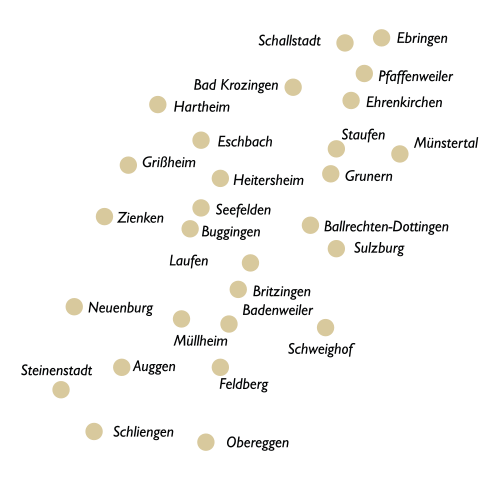 Schallstadt
Ebringen
Pfaffenweiler
Bad Krozingen
Ehrenkirchen
Hartheim
Staufen
Eschbach
Münstertal
Grißheim
Grunern
Heitersheim
Seefelden
Zienken
Ballrechten-Dottingen
Buggingen
Sulzburg
Laufen
Britzingen
Neuenburg
Badenweiler
Müllheim
Schweighof
Auggen
Steinenstadt
Feldberg
Schliengen
Obereggen